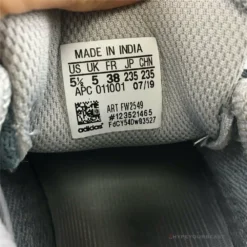 MADE IN INDIA
US UK FR JP CHN
5½ 5 38 235 235
APC 011001 07/19
ART FW2549
#123521465
FdCY54Dw03527
adidas